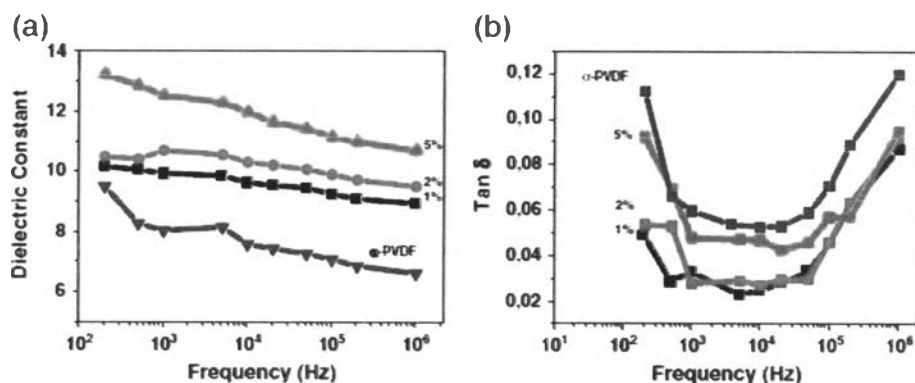 (a)
Dielectric Constant
14
12
10
8
6
5%
2%
1%
α-PVDF
10² 10³ 10⁴ 10⁵ 10⁶
Frequency (Hz)
(b)
Tan δ
0,12
0,10
0,08
0,06
0,04
0,02
α-PVDF
5%
2%
1%
10¹ 10² 10³ 10⁴ 10⁵ 10⁶
Frequency (Hz)